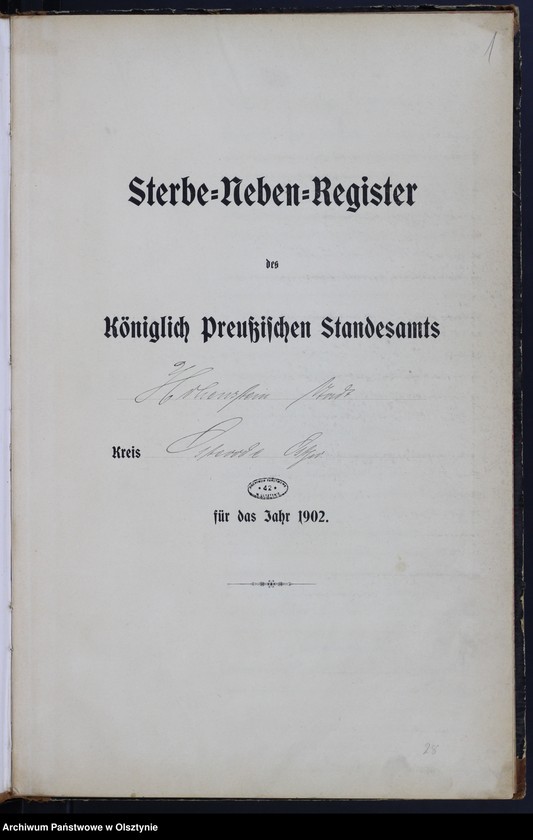 1
Sterbe=Neben=Register
des
Königlich Preußischen Standesamts
Hohenstein Stadt
Kreis Osterode Ostpr
42
für das Jahr 1902.
28
Archiwum Państwowe w Olsztynie